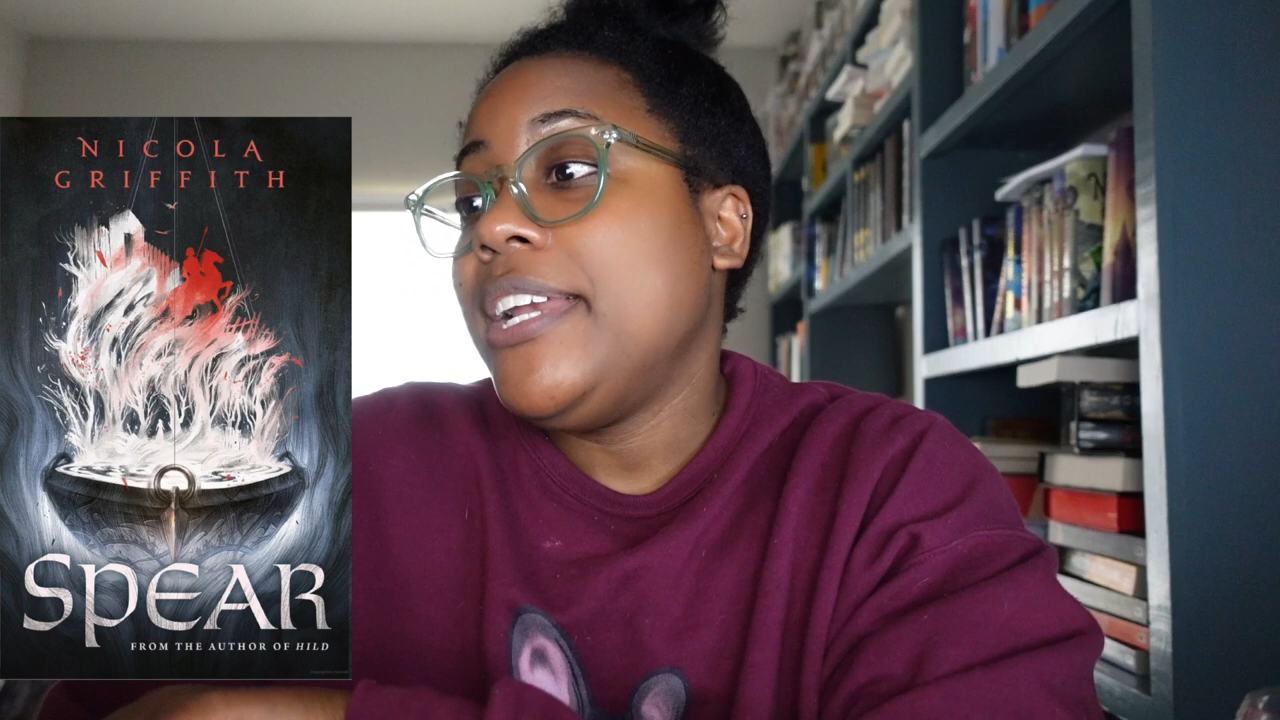 NICOLA
GRIFFITH
SPEAR
FROM THE AUTHOR OF HILD